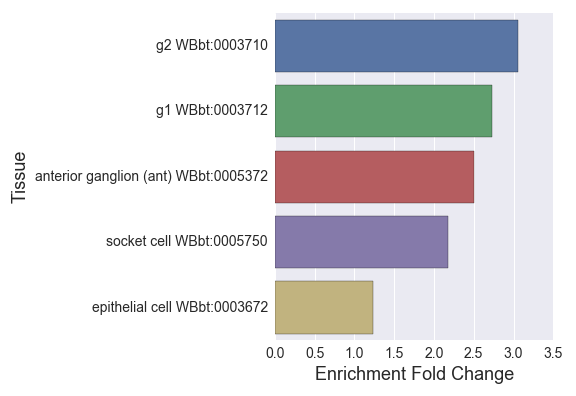 g2 WBbt:0003710
g1 WBbt:0003712
anterior ganglion (ant) WBbt:0005372
socket cell WBbt:0005750
epithelial cell WBbt:0003672
Tissue
0.0 0.5 1.0 1.5 2.0 2.5 3.0 3.5
Enrichment Fold Change